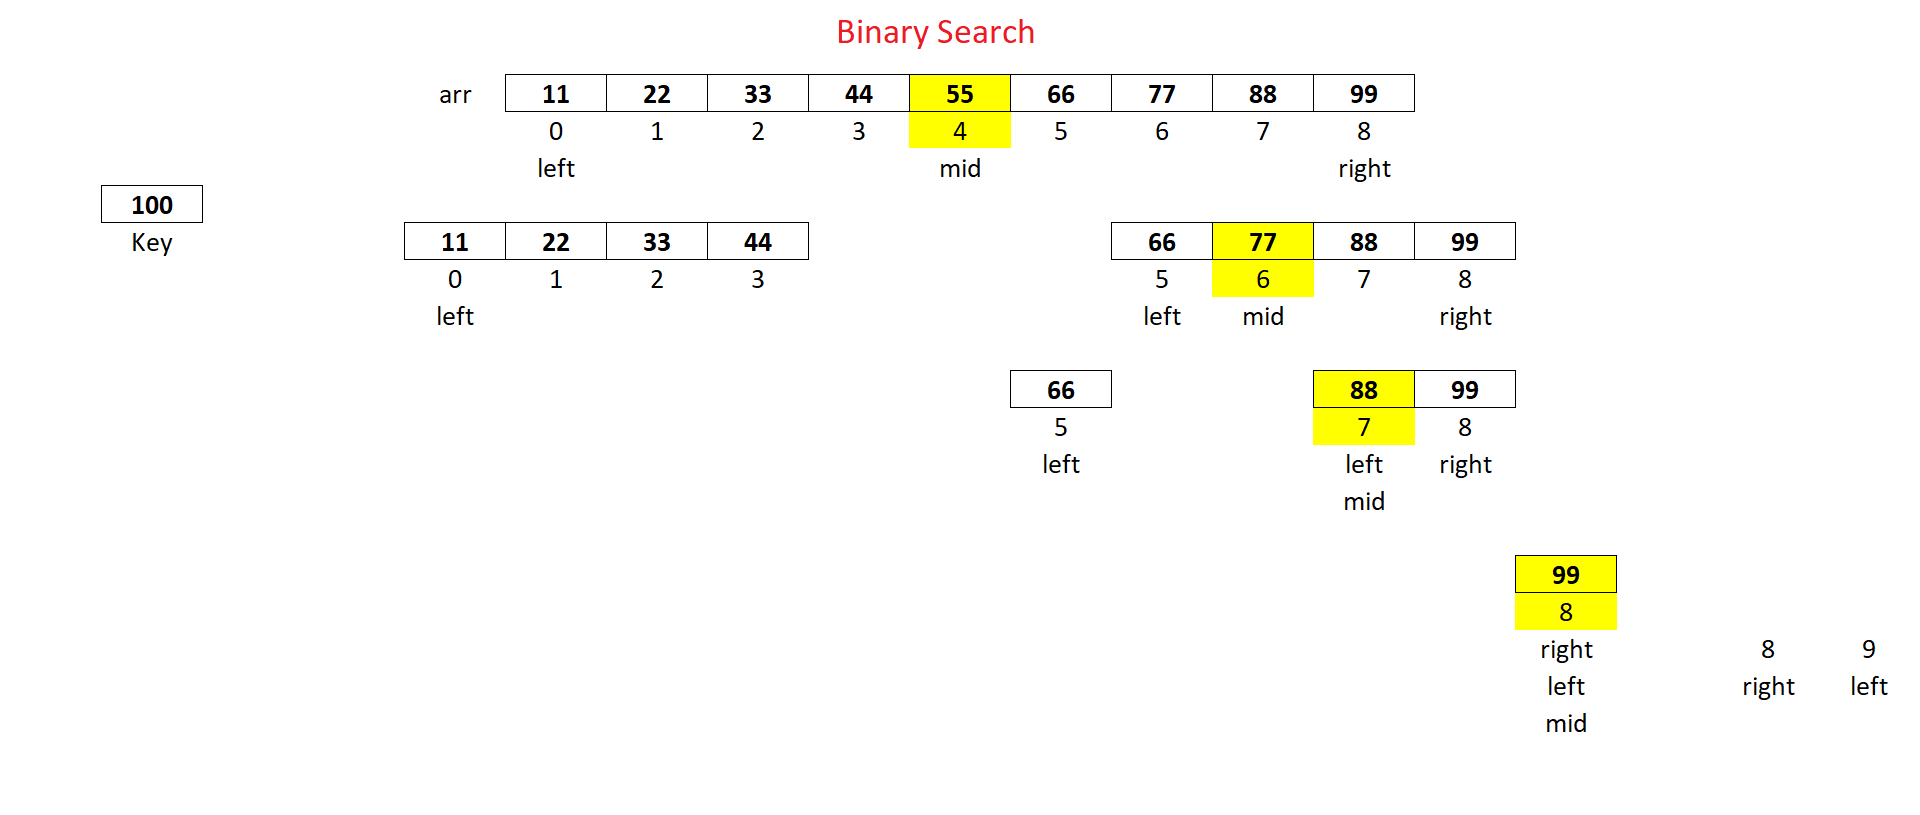 Binary Search
arr 11 22 33 44 55 66 77 88 99
0 1 2 3 4 5 6 7 8
left mid right
100
Key 11 22 33 44 66 77 88 99
0 1 2 3 5 6 7 8
left left mid right
66 88 99
5 7 8
left left right
mid
99
8
right 8 9
left right left
mid